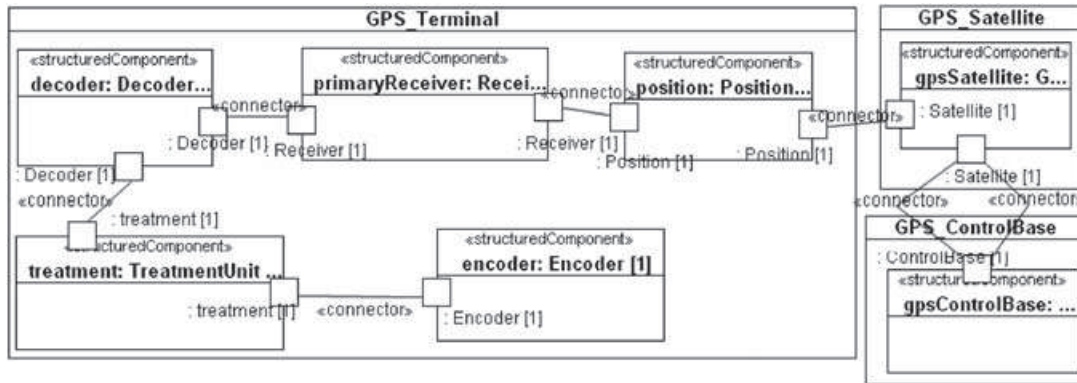 GPS_Terminal
«structuredComponent»
decoder: Decoder...
«connector»
«structuredComponent»
primaryReceiver: Recei...
«connector»
«structuredComponent»
position: Position...
«connector»
: Decoder [1]
: Receiver [1]
: Receiver [1]
: Position [1]
: Position [1]
: Decoder [1]
«connector»
: treatment [1]
«structuredComponent»
treatment: TreatmentUnit ...
: treatment [1]
«connector»
«structuredComponent»
encoder: Encoder [1]
: Encoder [1]
GPS_Satellite
«structuredComponent»
gpsSatellite: G...
: Satellite [1]
: Satellite [1]
«connector»
«connector»
GPS_ControlBase
: ControlBase [1]
«structuredComponent»
gpsControlBase: ...